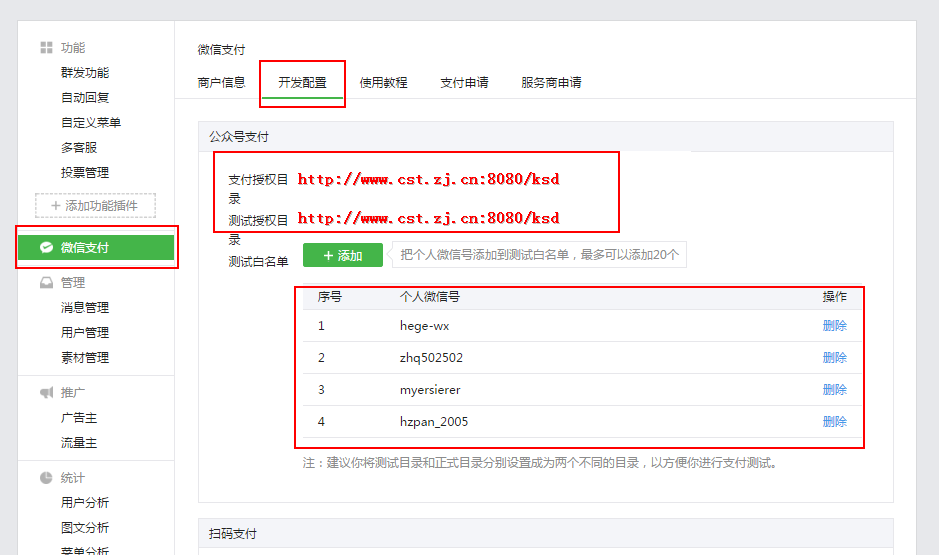 功能
群发功能
自动回复
自定义菜单
多客服
投票管理
+ 添加功能插件
微信支付
管理
消息管理
用户管理
素材管理
推广
广告主
流量主
统计
用户分析
图文分析
菜单分析
微信支付
商户信息 开发配置 使用教程 支付申请 服务商申请
公众号支付
支付授权目录 http://www.cst.zj.cn:8080/ksd
测试授权目录 http://www.cst.zj.cn:8080/ksd
测试白名单 + 添加 把个人微信号添加到测试白名单，最多可以添加20个
序号 个人微信号 操作
1 hege-wx 删除
2 zhq502502 删除
3 myersierer 删除
4 hzpan_2005 删除
注：建议你将测试目录和正式目录分别设置成为两个不同的目录，以方便你进行支付测试。
扫码支付